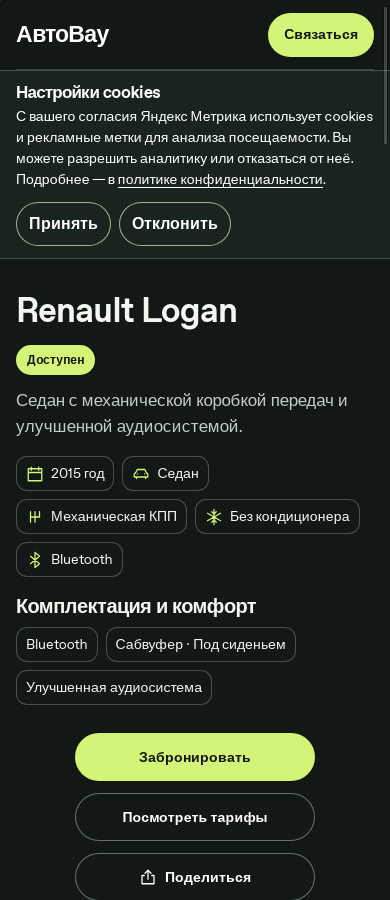 АвтоВау
Связаться
Настройки cookies
С вашего согласия Яндекс Метрика использует cookies
и рекламные метки для анализа посещаемости. Вы
можете разрешить аналитику или отказаться от неё.
Подробнее — в политике конфиденциальности.
Принять
Отклонить
Renault Logan
Доступен
Седан с механической коробкой передач и
улучшенной аудиосистемой.
2015 год
Седан
Механическая КПП
Без кондиционера
Bluetooth
Комплектация и комфорт
Bluetooth
Сабвуфер · Под сиденьем
Улучшенная аудиосистема
Забронировать
Посмотреть тарифы
Поделиться